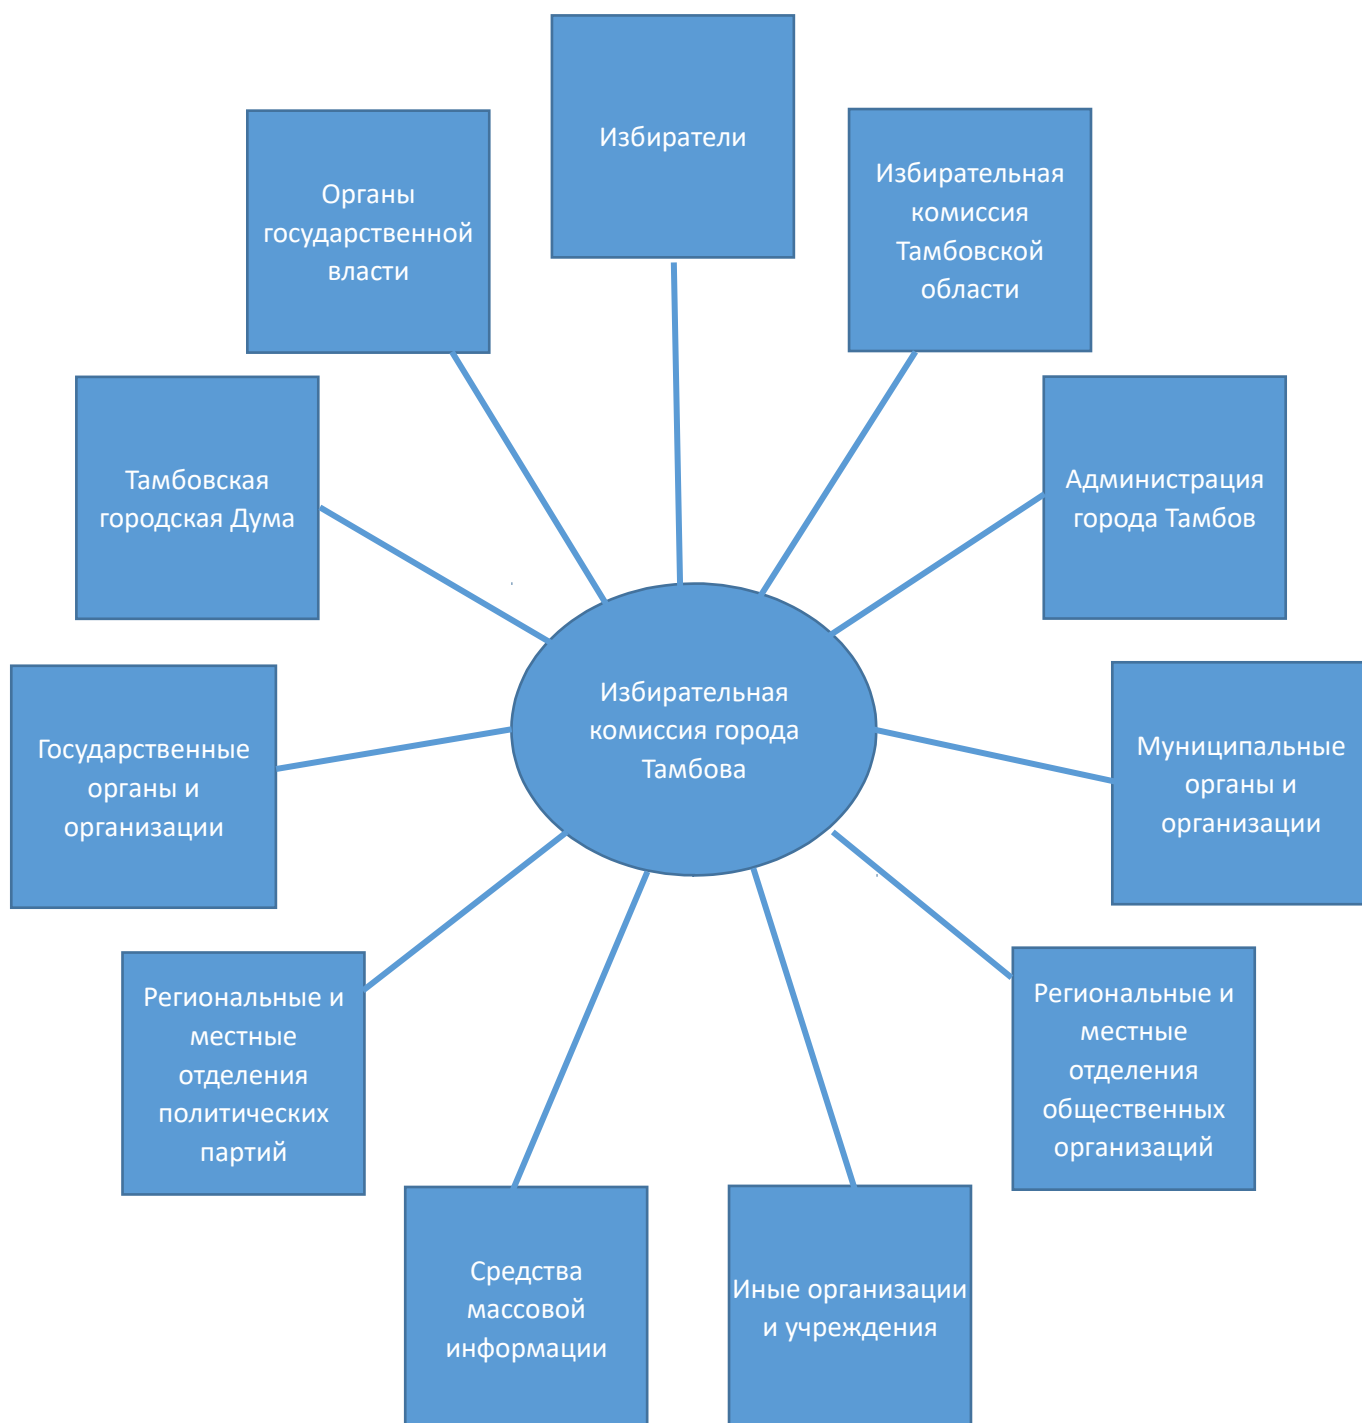 Избиратели
Органы
государственной
власти
Избирательная
комиссия
Тамбовской
области
Тамбовская
городская Дума
Администрация
города Тамбов
Избирательная
комиссия города
Тамбова
Государственные
органы и
организации
Муниципальные
органы и
организации
Региональные и
местные
отделения
политических
партий
Региональные и
местные
отделения
общественных
организаций
Средства
массовой
информации
Иные организации
и учреждения